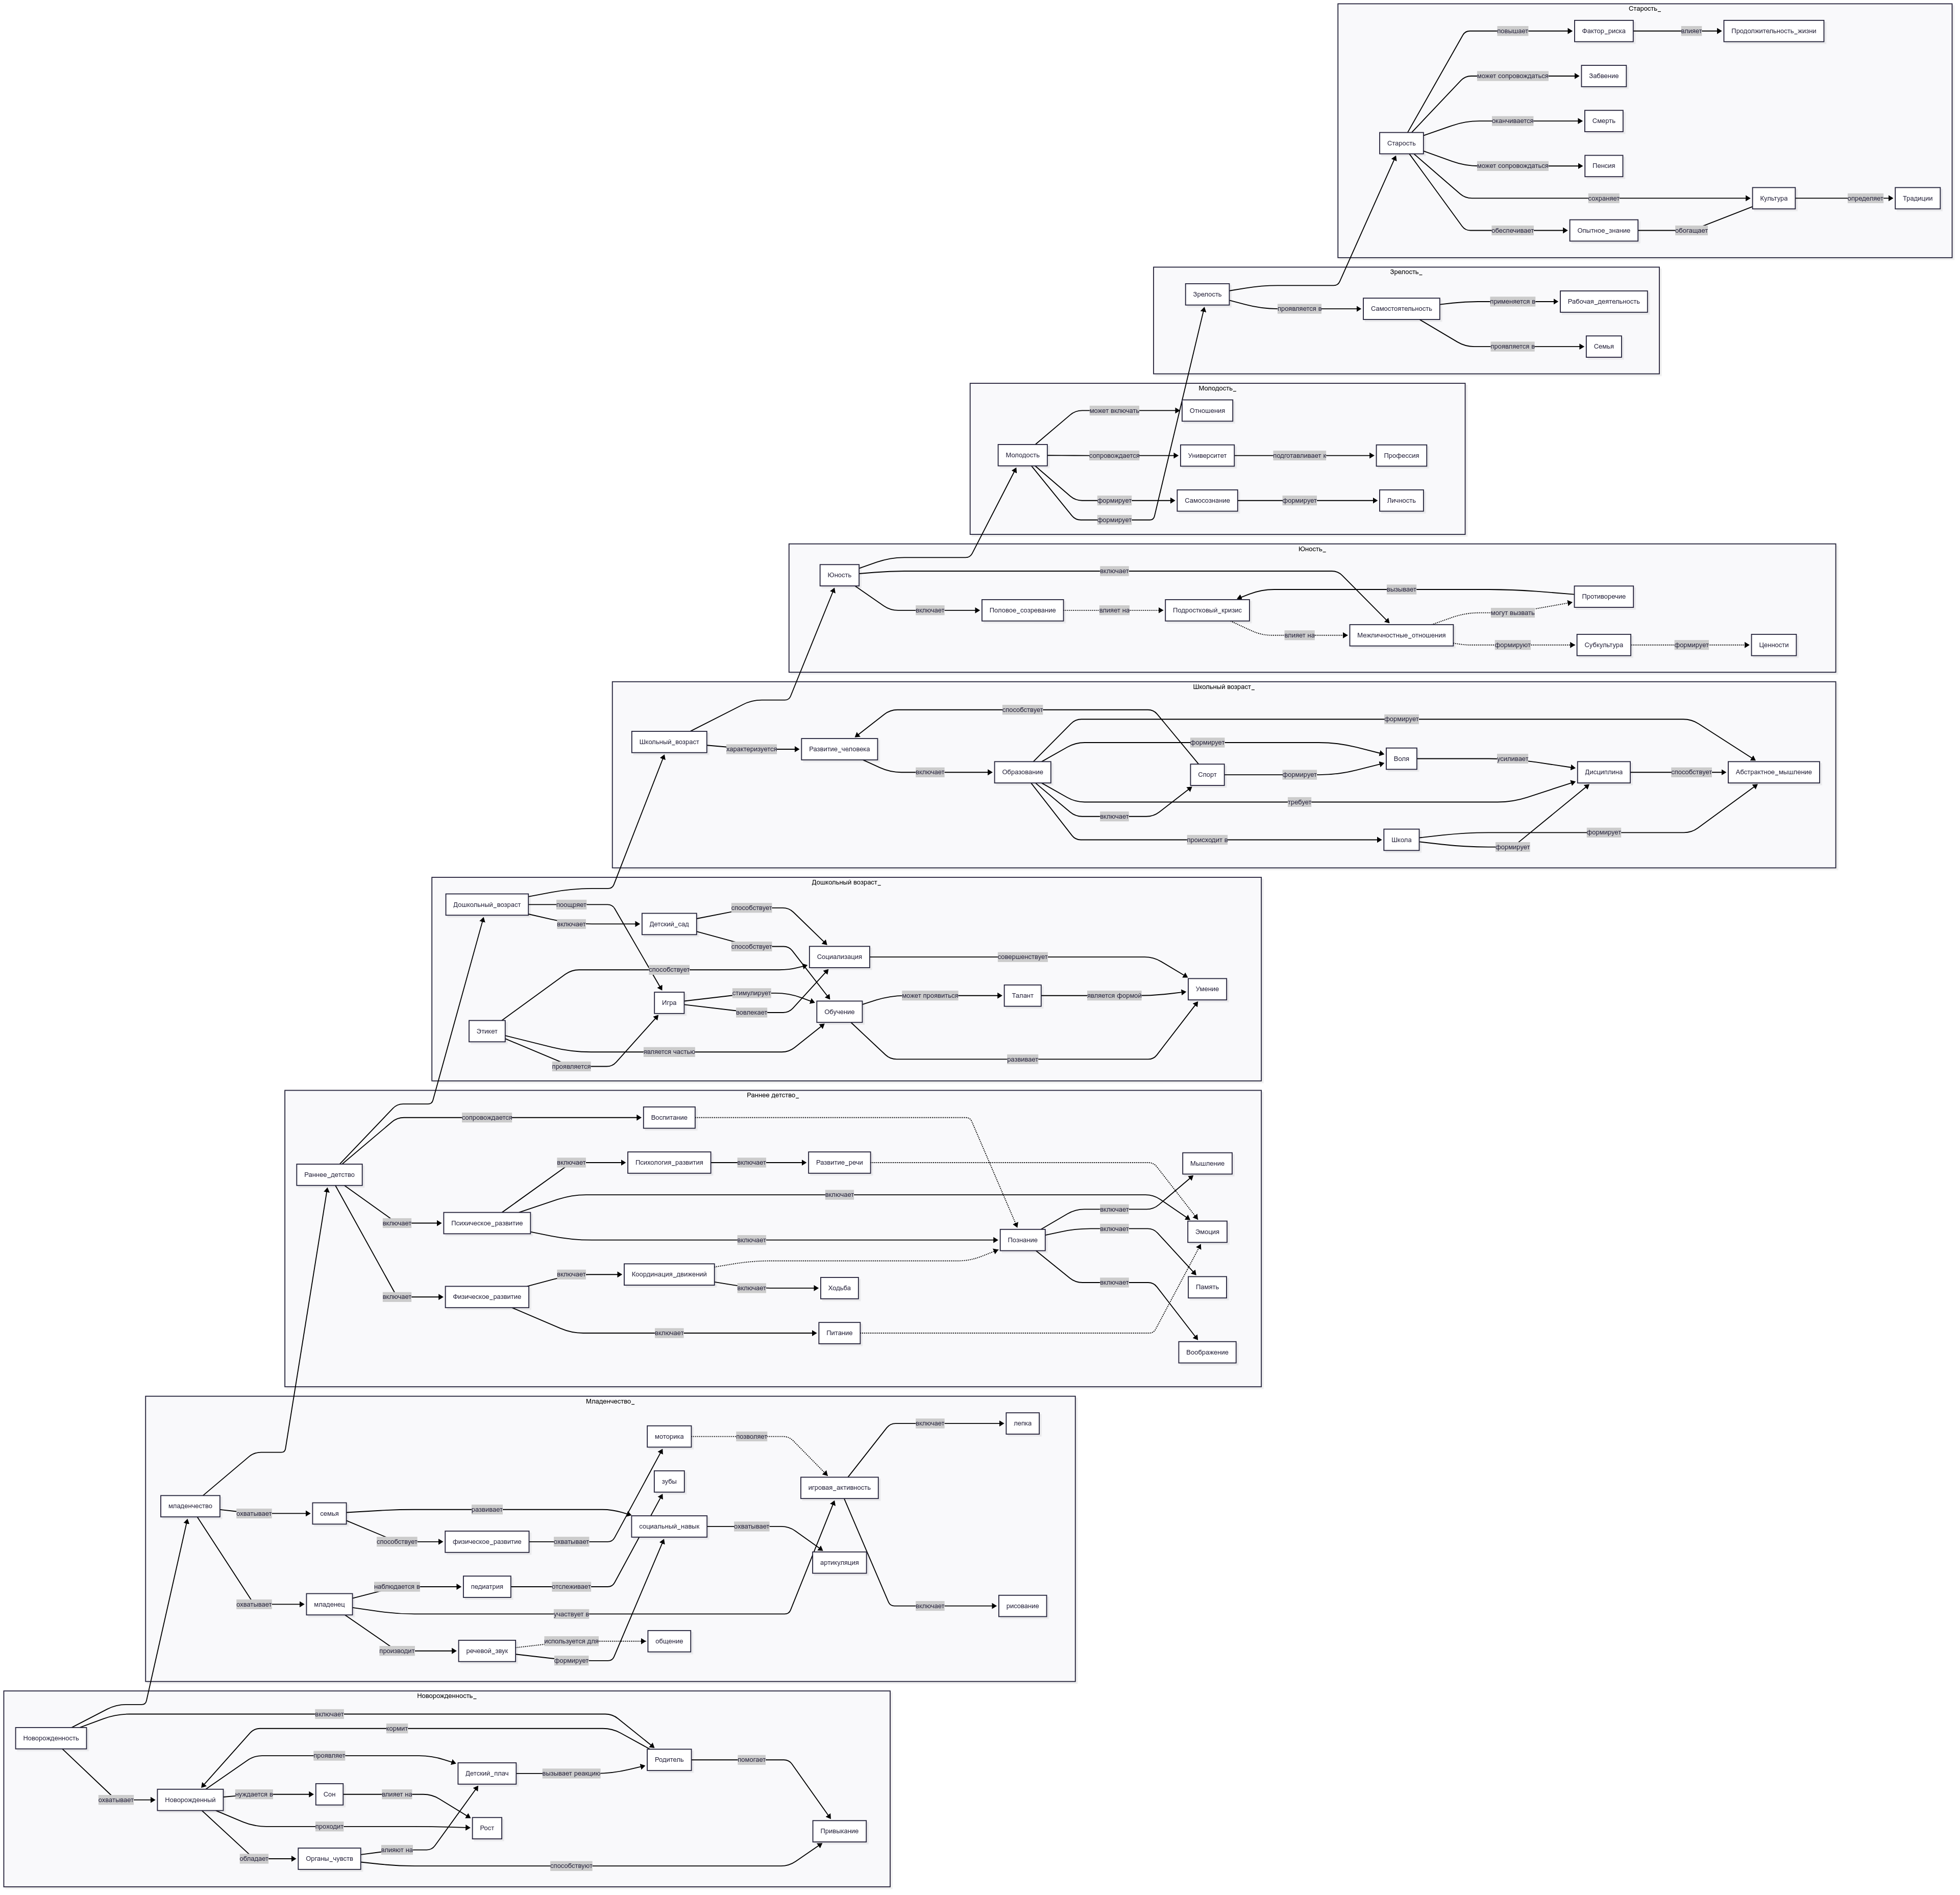 Старость_
повышает
Фактор_риска
влияет
Продолжительность_жизни
может сопровождаться
Забвение
оканчивается
Смерть
Старость
может сопровождаться
Пенсия
сохраняет
Культура
определяет
Традиции
обеспечивает
Опытное_знание
обогащает
Зрелость_
Зрелость
проявляется в
Самостоятельность
применяется в
Рабочая_деятельность
проявляется в
Семья
Молодость_
может включать
Отношения
Молодость
сопровождается
Университет
подготавливает к
Профессия
формирует
Самосознание
формирует
Личность
формирует
Юность_
Юность
включает
вызывает
Противоречие
включает
Половое_созревание
влияет на
Подростковый_кризис
могут вызвать
влияет на
Межличностные_отношения
формируют
Субкультура
формирует
Ценности
Школьный возраст_
способствует
формирует
Школьный_возраст
характеризуется
Развитие_человека
формирует
Воля
усиливает
включает
Образование
Спорт
формирует
Дисциплина
способствует
Абстрактное_мышление
требует
включает
происходит в
Школа
формирует
формирует
Дошкольный возраст_
Дошкольный_возраст
поощряет
способствует
включает
Детский_сад
способствует
Социализация
совершенствует
способствует
Игра
стимулирует
может проявиться
Талант
является формой
Умение
вовлекает
Обучение
Этикет
является частью
развивает
проявляется
Раннее детство_
сопровождается
Воспитание
включает
Психология_развития
включает
Развитие_речи
Мышление
Раннее_детство
включает
включает
включает
Психическое_развитие
включает
Эмоция
включает
Познание
включает
Координация_движений
включает
Ходьба
включает
Память
включает
Физическое_развитие
включает
Питание
Воображение
Младенчество_
включает
лепка
моторика
позволяет
зубы
игровая_активность
младенчество
охватывает
семья
развивает
социальный_навык
охватывает
способствует
физическое_развитие
охватывает
артикуляция
наблюдается в
педиатрия
отслеживает
охватывает
младенец
участвует в
включает
рисование
производит
речевой_звук
используется для
общение
формирует
Новорожденность_
включает
кормит
Новорожденность
проявляет
Родитель
помогает
Детский_плач
вызывает реакцию
охватывает
Новорожденный
нуждается в
Сон
влияет на
проходит
Рост
Привыкание
обладает
Органы_чувств
влияют на
способствуют